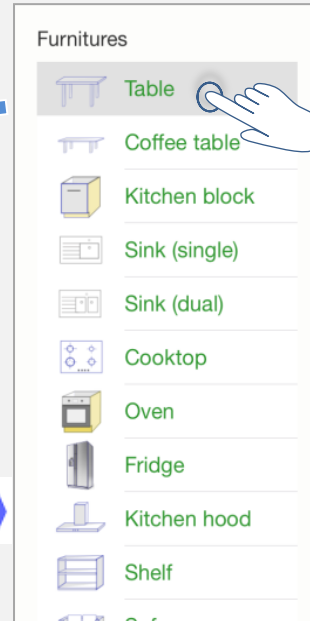 Furnitures
Table
Coffee table
Kitchen block
Sink (single)
Sink (dual)
Cooktop
Oven
Fridge
Kitchen hood
Shelf